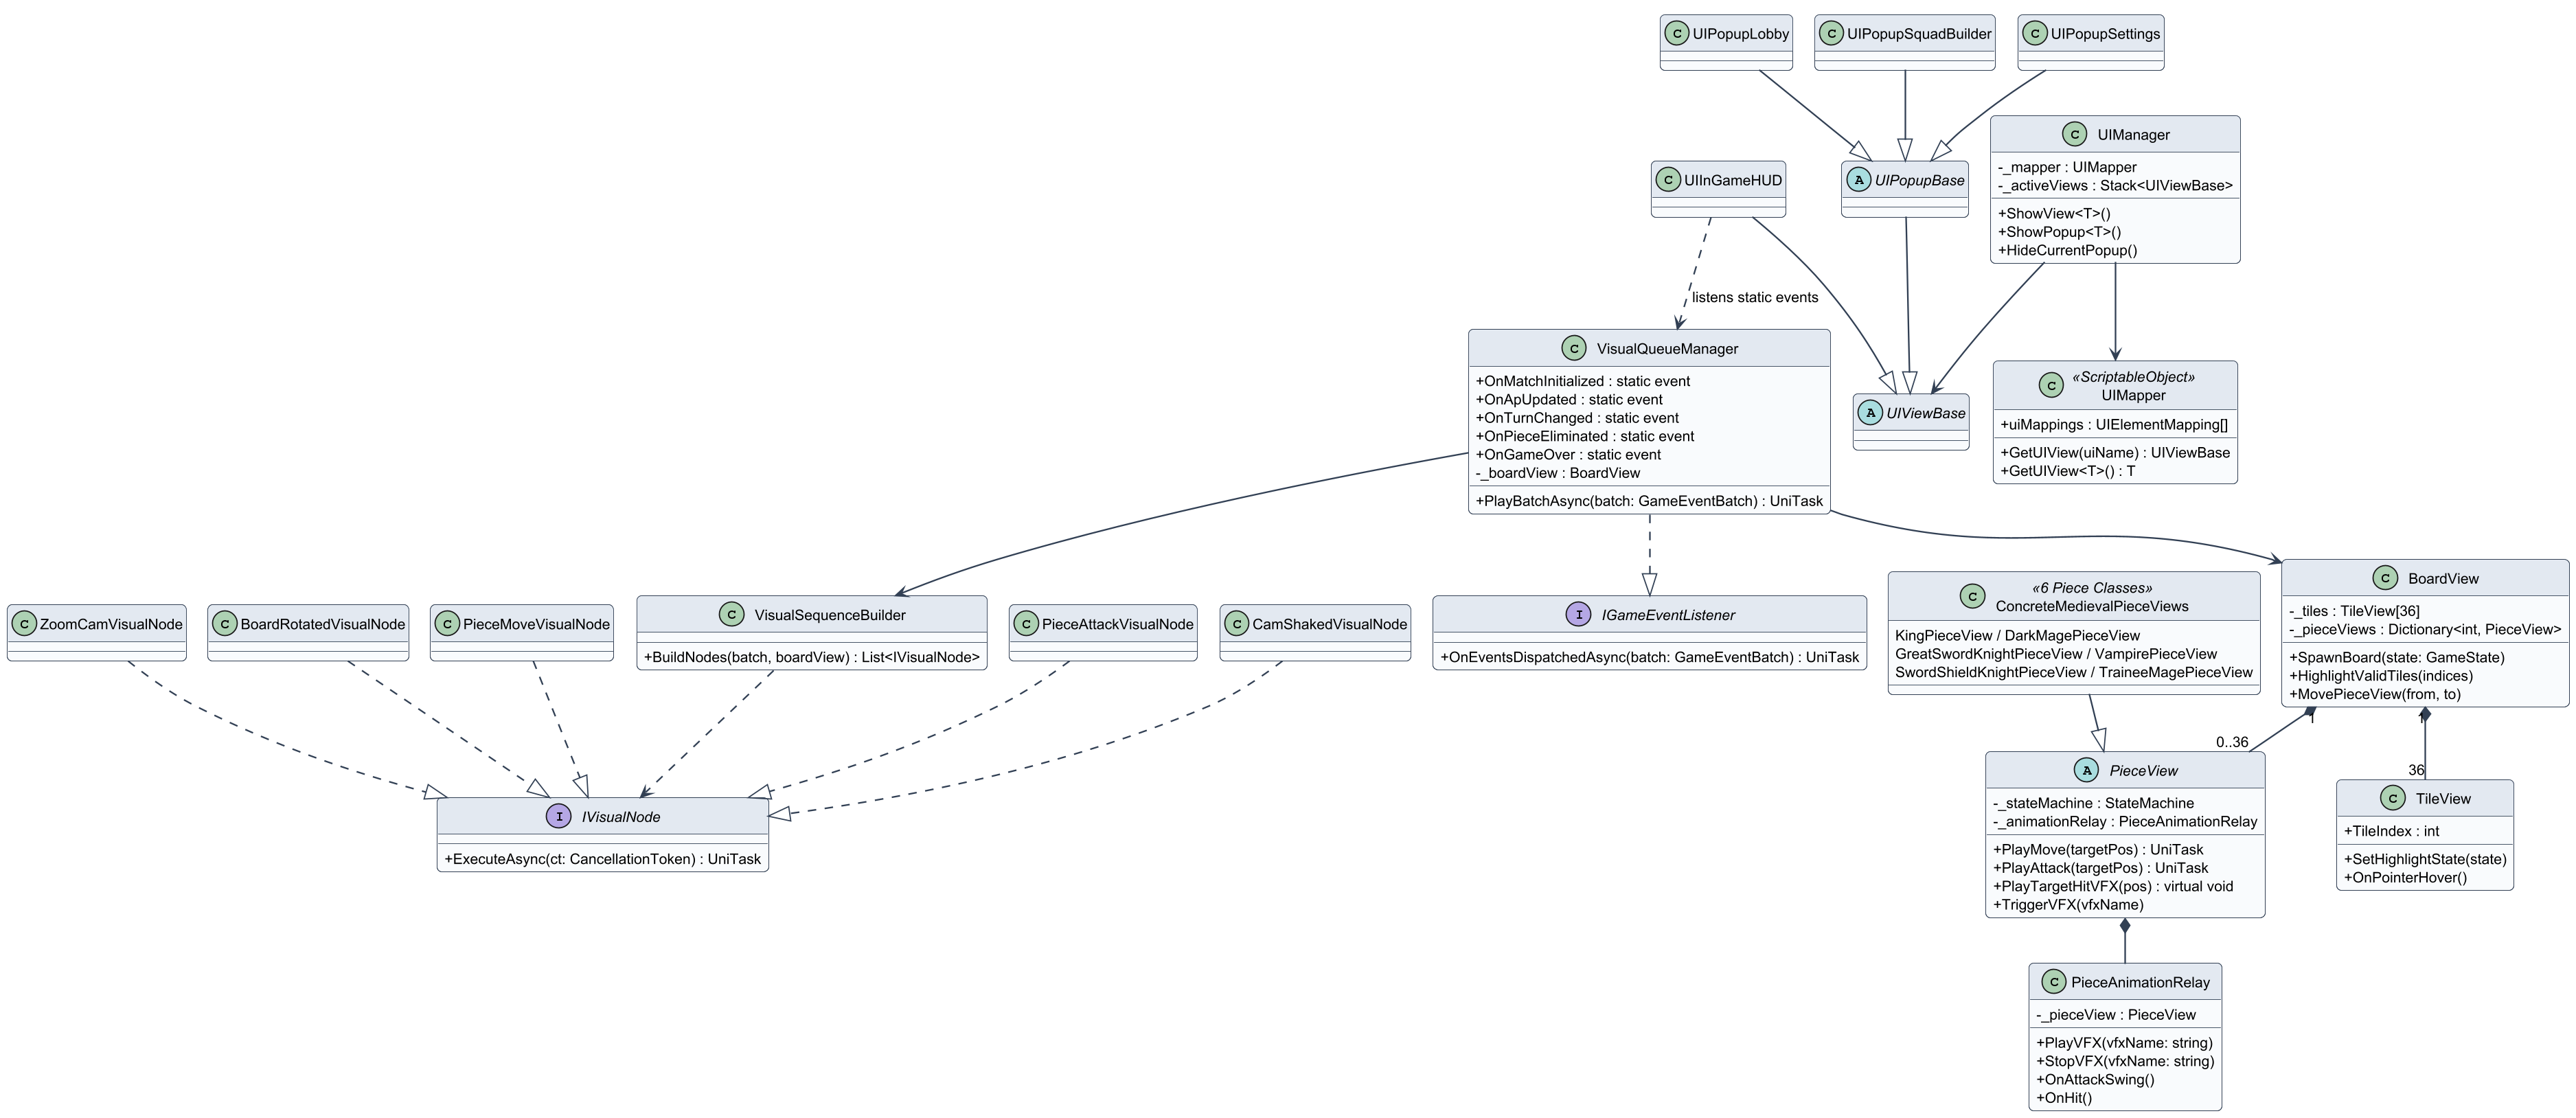 C UIPopupLobby
C UIPopupSquadBuilder
C UIPopupSettings
C UIManager
-_mapper : UIMapper
-_activeViews : Stack<UIViewBase>
+ShowView<T>()
+ShowPopup<T>()
+HideCurrentPopup()
C UIInGameHUD
A UIPopupBase
listens static events
C VisualQueueManager
+OnMatchInitialized : static event
+OnApUpdated : static event
+OnTurnChanged : static event
+OnPieceEliminated : static event
+OnGameOver : static event
-_boardView : BoardView
+PlayBatchAsync(batch: GameEventBatch) : UniTask
A UIViewBase
C «ScriptableObject»
UIMapper
+uiMappings : UIElementMapping[]
+GetUIView(uiName) : UIViewBase
+GetUIView<T>() : T
C ZoomCamVisualNode
C BoardRotatedVisualNode
C PieceMoveVisualNode
C VisualSequenceBuilder
+BuildNodes(batch, boardView) : List<IVisualNode>
C PieceAttackVisualNode
C CamShakedVisualNode
I IGameEventListener
+OnEventsDispatchedAsync(batch: GameEventBatch) : UniTask
C «6 Piece Classes»
ConcreteMedievalPieceViews
KingPieceView / DarkMagePieceView
GreatSwordKnightPieceView / VampirePieceView
SwordShieldKnightPieceView / TraineeMagePieceView
C BoardView
-_tiles : TileView[36]
-_pieceViews : Dictionary<int, PieceView>
+SpawnBoard(state: GameState)
+HighlightValidTiles(indices)
+MovePieceView(from, to)
1
1
0..36
36
I IVisualNode
+ExecuteAsync(ct: CancellationToken) : UniTask
A PieceView
-_stateMachine : StateMachine
-_animationRelay : PieceAnimationRelay
+PlayMove(targetPos) : UniTask
+PlayAttack(targetPos) : UniTask
+PlayTargetHitVFX(pos) : virtual void
+TriggerVFX(vfxName)
C TileView
+TileIndex : int
+SetHighlightState(state)
+OnPointerHover()
C PieceAnimationRelay
-_pieceView : PieceView
+PlayVFX(vfxName: string)
+StopVFX(vfxName: string)
+OnAttackSwing()
+OnHit()